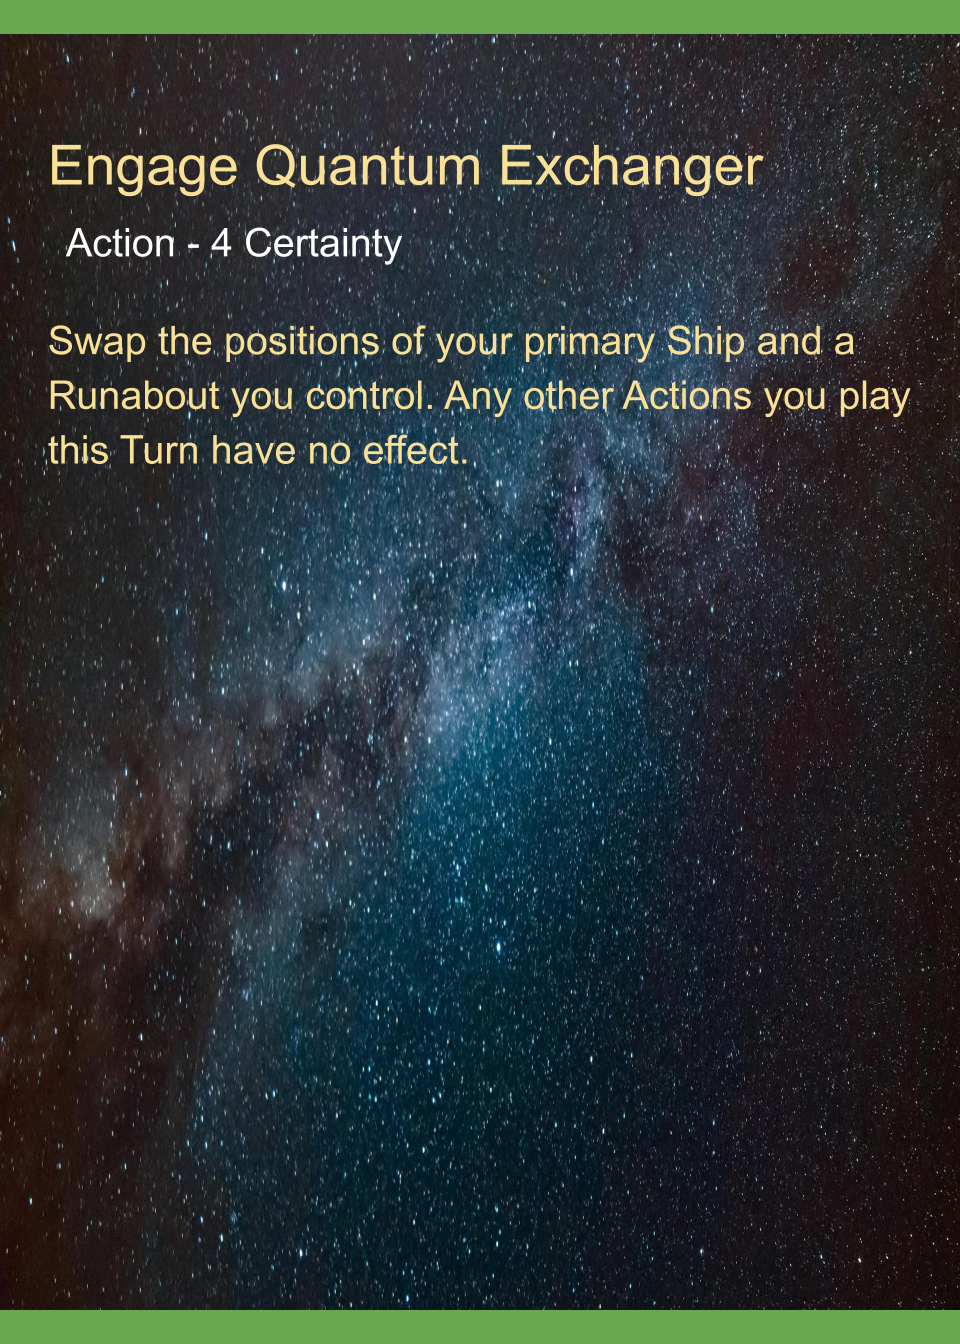 Engage Quantum Exchanger
Action - 4 Certainty
Swap the positions of your primary Ship and a
Runabout you control. Any other Actions you play
this Turn have no effect.